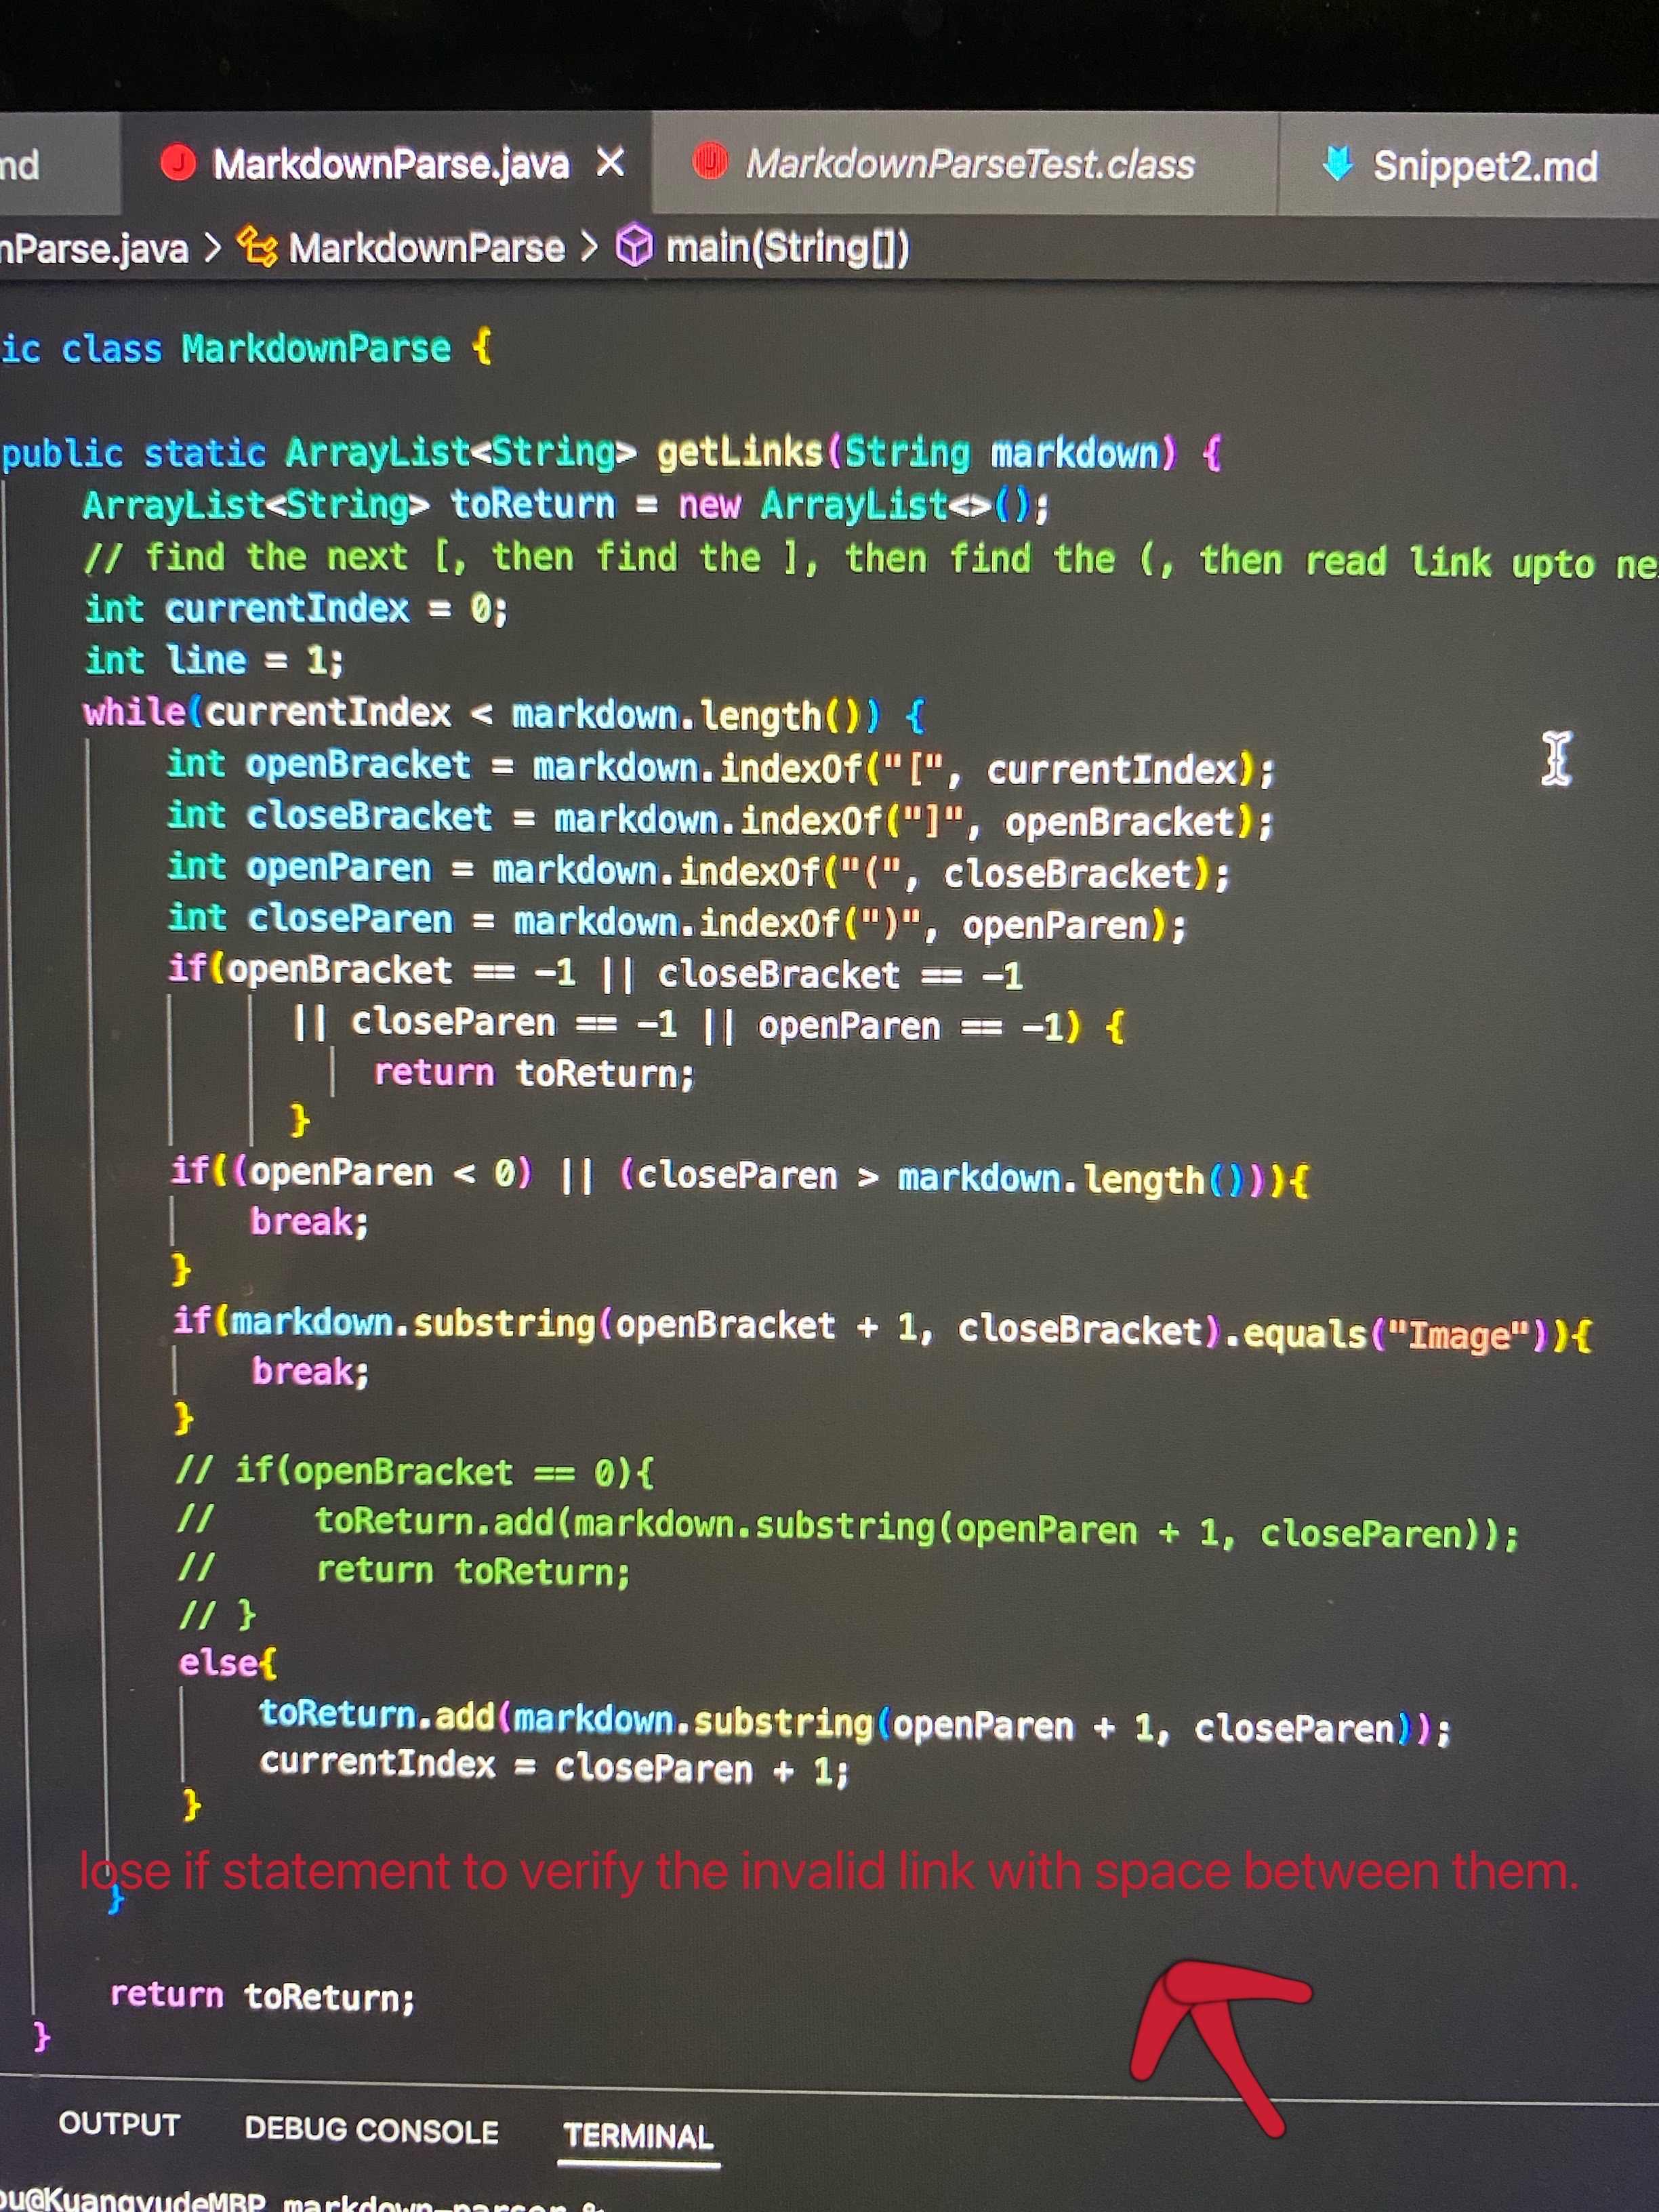 nd MarkdownParse.java × MarkdownParseTest.class Snippet2.md
nParse.java > MarkdownParse > main(String[])
ic class MarkdownParse {
public static ArrayList<String> getLinks(String markdown) {
ArrayList<String> toReturn = new ArrayList<>();
// find the next [, then find the ], then find the (, then read link upto ne
int currentIndex = 0;
int line = 1;
while(currentIndex < markdown.length()) {
int openBracket = markdown.indexOf("[", currentIndex);
int closeBracket = markdown.indexOf("]", openBracket);
int openParen = markdown.indexOf("(", closeBracket);
int closeParen = markdown.indexOf(")", openParen);
if(openBracket == -1 || closeBracket == -1
|| closeParen == -1 || openParen == -1) {
return toReturn;
}
if((openParen < 0) || (closeParen > markdown.length())){
break;
}
if(markdown.substring(openBracket + 1, closeBracket).equals("Image")){
break;
}
// if(openBracket == 0){
//     toReturn.add(markdown.substring(openParen + 1, closeParen));
//     return toReturn;
// }
else{
toReturn.add(markdown.substring(openParen + 1, closeParen));
currentIndex = closeParen + 1;
}
lose if statement to verify the invalid link with space between them.
}
return toReturn;
}
OUTPUT DEBUG CONSOLE TERMINAL
ou@KuangyudeMBP markdown-parser %